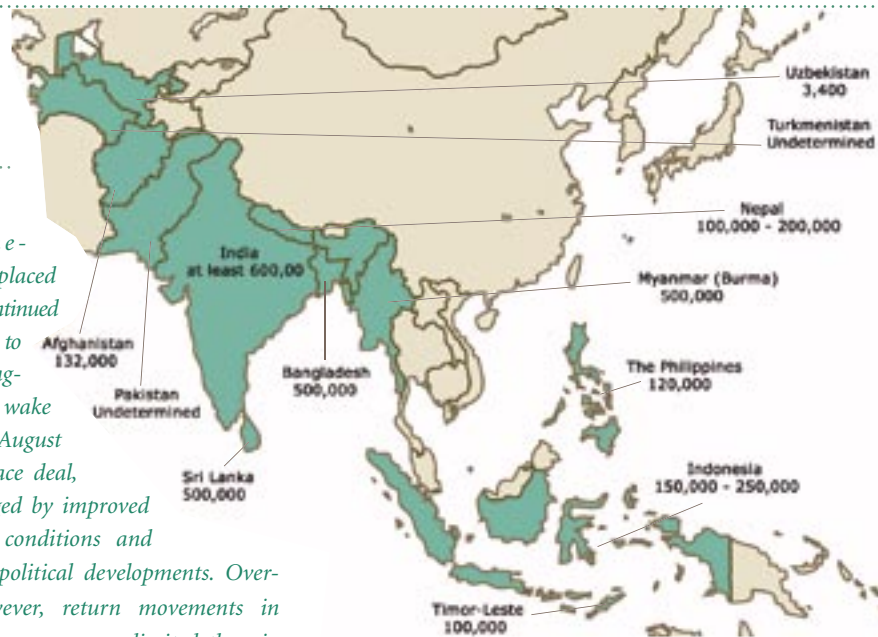 Uzbekistan
3,400
Turkmenistan
Undetermined
Nepal
100,000 - 200,000
India
at least 600,00
Myanmar (Burma)
500,000
Afghanistan
132,000
Pakistan
Undetermined
Bangladesh
500,000
The Philippines
120,000
Sri Lanka
500,000
Indonesia
150,000 - 250,000
Timor-Leste
100,000
e-
placed
ntinued
to
g-
wake
August
ace deal,
ed by improved
conditions and
political developments. Over-
vever, return movements in